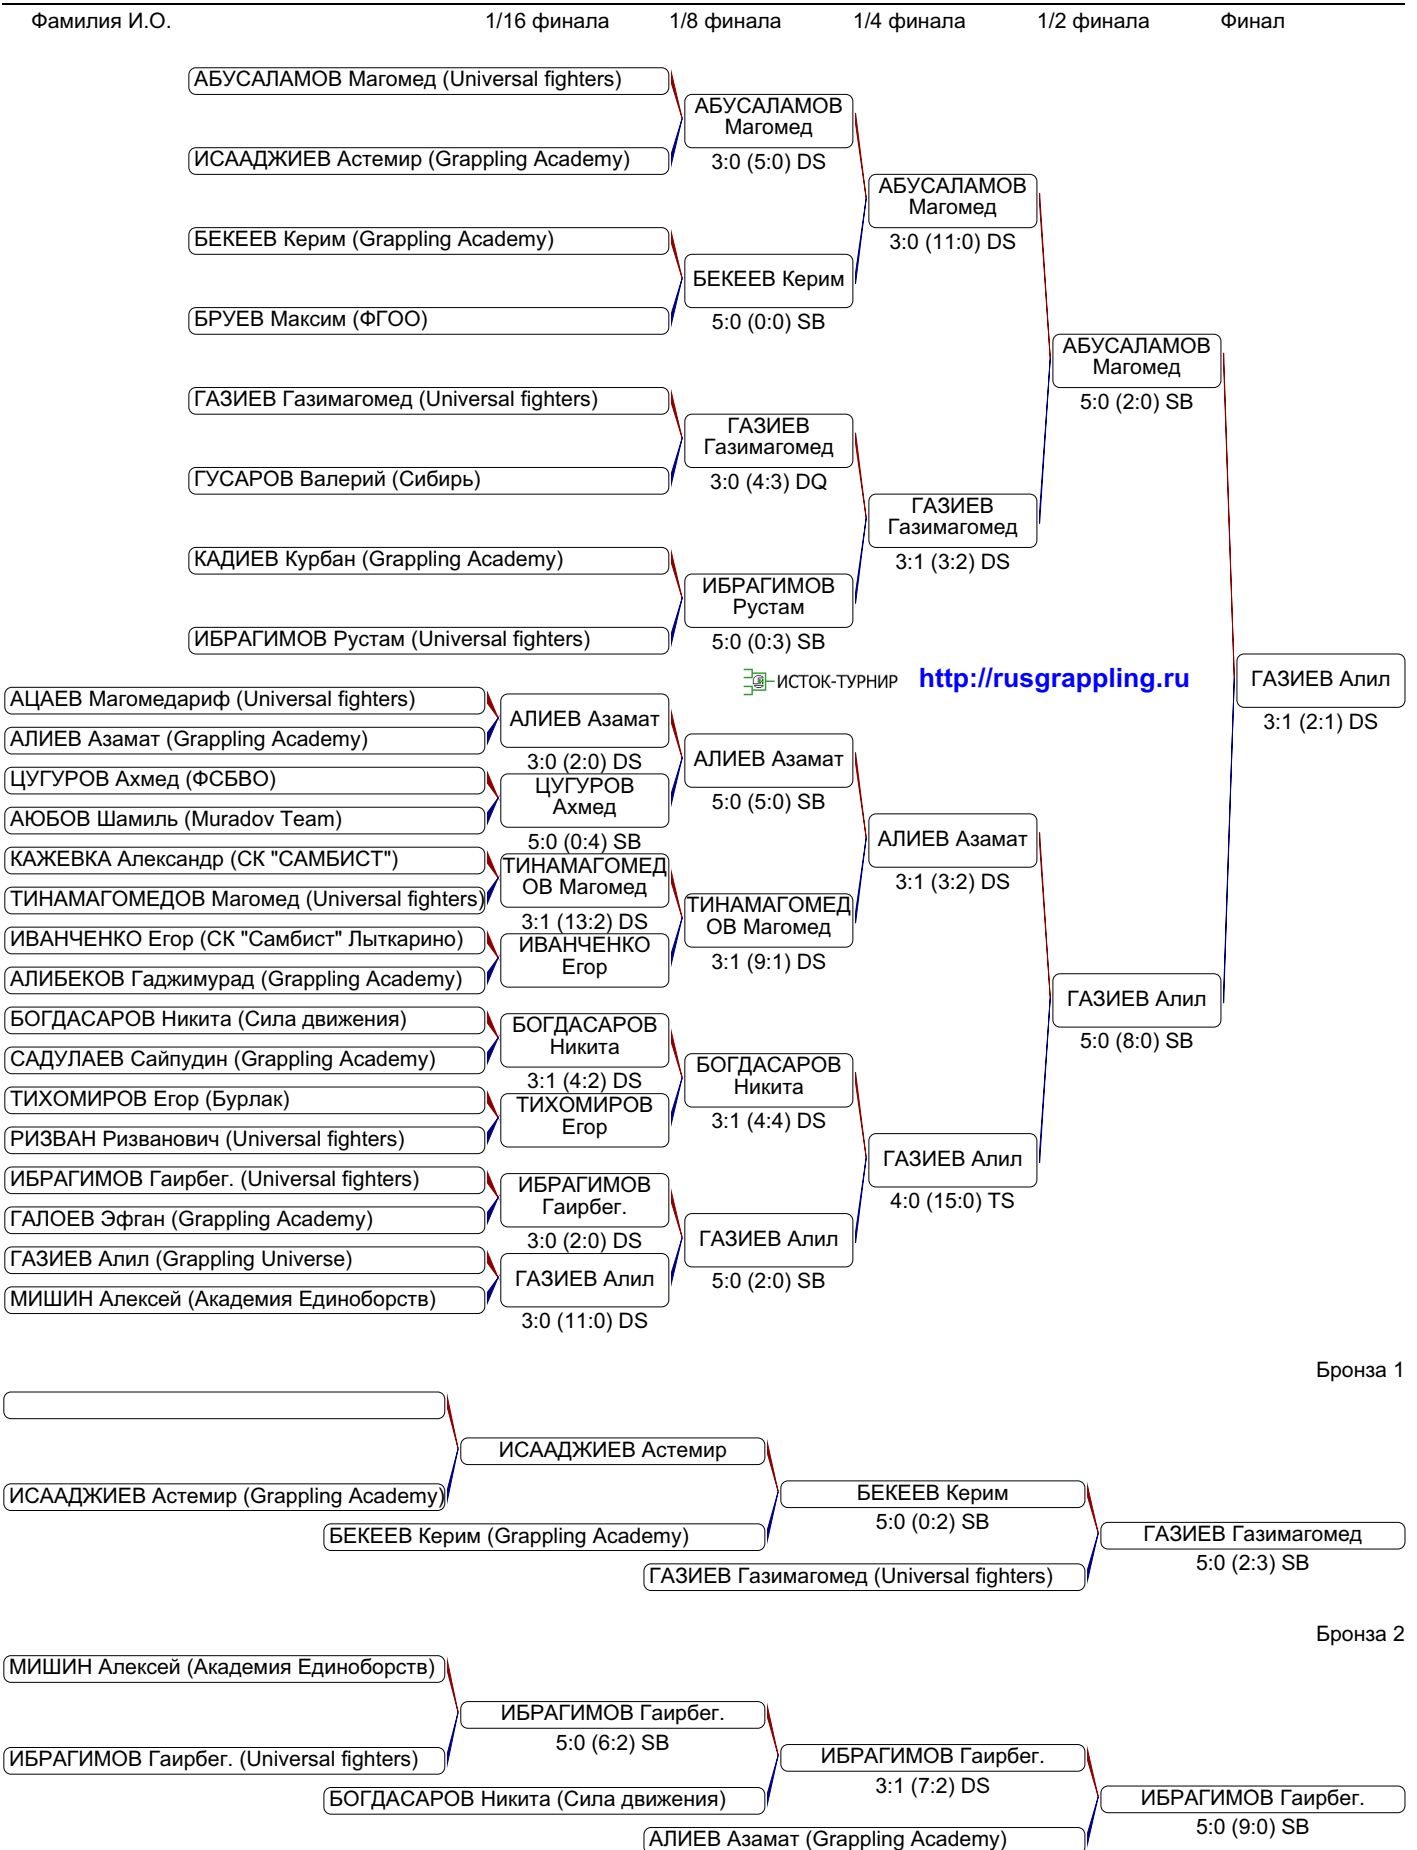 Фамилия И.О. 1/16 финала 1/8 финала 1/4 финала 1/2 финала Финал
АБУСАЛАМОВ Магомед (Universal fighters)
АБУСАЛАМОВ
Магомед
3:0 (5:0) DS
ИСААДЖИЕВ Астемир (Grappling Academy)
АБУСАЛАМОВ
Магомед
3:0 (11:0) DS
БЕКЕЕВ Керим (Grappling Academy)
БЕКЕЕВ Керим
5:0 (0:0) SB
БРУЕВ Максим (ФГОО)
АБУСАЛАМОВ
Магомед
5:0 (2:0) SB
ГАЗИЕВ Газимагомед (Universal fighters)
ГАЗИЕВ
Газимагомед
3:0 (4:3) DQ
ГУСАРОВ Валерий (Сибирь)
ГАЗИЕВ
Газимагомед
3:1 (3:2) DS
КАДИЕВ Курбан (Grappling Academy)
ИБРАГИМОВ
Рустам
5:0 (0:3) SB
ИБРАГИМОВ Рустам (Universal fighters)
ИСТОК-ТУРНИР http://rusgrappling.ru
ГАЗИЕВ Алил
3:1 (2:1) DS
АЦАЕВ Магомедариф (Universal fighters)
АЛИЕВ Азамат
3:0 (2:0) DS
АЛИЕВ Азамат (Grappling Academy)
АЛИЕВ Азамат
5:0 (5:0) SB
ЦУГУРОВ Ахмед (ФСБВО)
ЦУГУРОВ
Ахмед
5:0 (0:4) SB
АЮБОВ Шамиль (Muradov Team)
АЛИЕВ Азамат
3:1 (3:2) DS
КАЖЕВКА Александр (СК "САМБИСТ")
ТИНАМАГОМЕД
ОВ Магомед
3:1 (13:2) DS
ТИНАМАГОМЕДОВ Магомед (Universal fighters)
ТИНАМАГОМЕД
ОВ Магомед
3:1 (9:1) DS
ИВАНЧЕНКО Егор (СК "Самбист" Лыткарино)
ИВАНЧЕНКО
Егор
АЛИБЕКОВ Гаджимурад (Grappling Academy)
ГАЗИЕВ Алил
5:0 (8:0) SB
БОГДАСАРОВ Никита (Сила движения)
БОГДАСАРОВ
Никита
3:1 (4:2) DS
САДУЛАЕВ Сайпудин (Grappling Academy)
БОГДАСАРОВ
Никита
3:1 (4:4) DS
ТИХОМИРОВ Егор (Бурлак)
ТИХОМИРОВ
Егор
РИЗВАН Ризванович (Universal fighters)
ГАЗИЕВ Алил
4:0 (15:0) TS
ИБРАГИМОВ Гаирбег. (Universal fighters)
ИБРАГИМОВ
Гаирбег.
3:0 (2:0) DS
ГАЛОЕВ Эфган (Grappling Academy)
ГАЗИЕВ Алил
5:0 (2:0) SB
ГАЗИЕВ Алил (Grappling Universe)
ГАЗИЕВ Алил
3:0 (11:0) DS
МИШИН Алексей (Академия Единоборств)
Бронза 1
ИСААДЖИЕВ Астемир
ИСААДЖИЕВ Астемир (Grappling Academy)
БЕКЕЕВ Керим
5:0 (0:2) SB
БЕКЕЕВ Керим (Grappling Academy)
ГАЗИЕВ Газимагомед
5:0 (2:3) SB
ГАЗИЕВ Газимагомед (Universal fighters)
Бронза 2
МИШИН Алексей (Академия Единоборств)
ИБРАГИМОВ Гаирбег.
5:0 (6:2) SB
ИБРАГИМОВ Гаирбег. (Universal fighters)
ИБРАГИМОВ Гаирбег.
3:1 (7:2) DS
БОГДАСАРОВ Никита (Сила движения)
ИБРАГИМОВ Гаирбег.
5:0 (9:0) SB
АЛИЕВ Азамат (Grappling Academy)